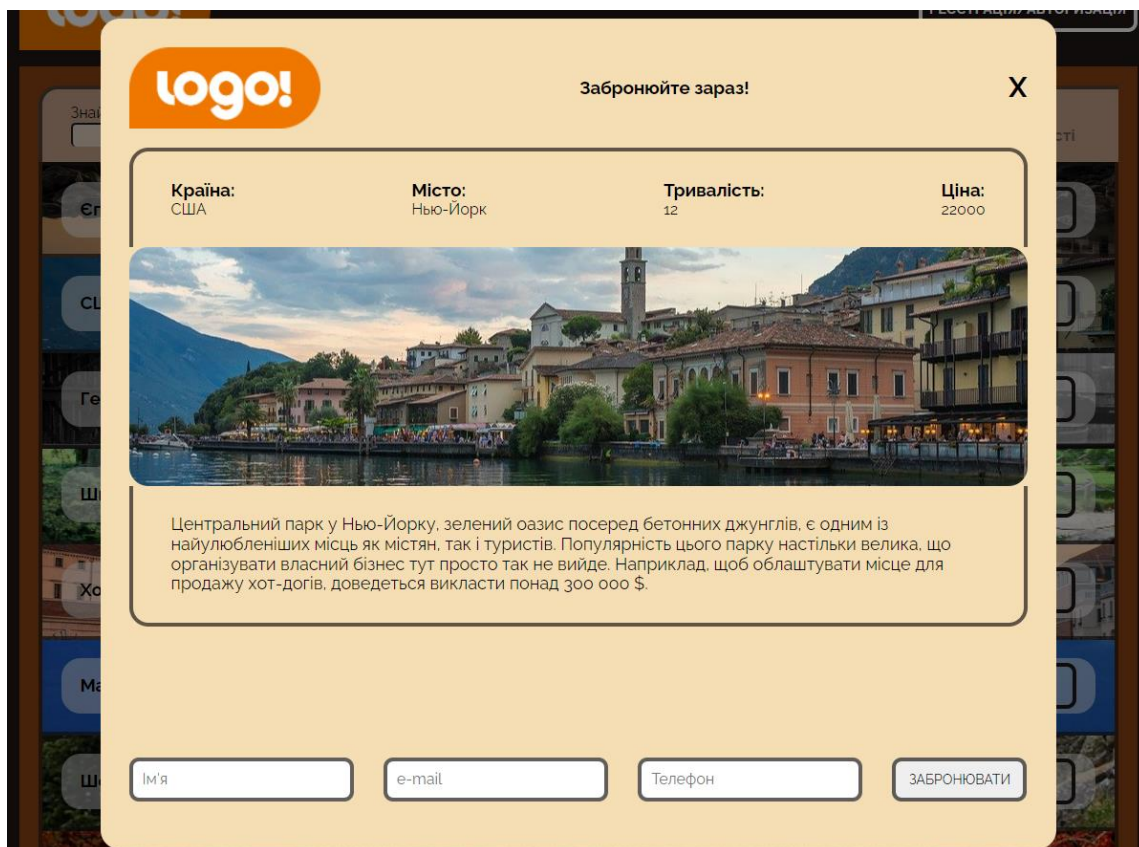 РЕЄСТРАЦІЯ/АВТОРИЗАЦІЯ
logo!
Забронюйте зараз!
X
Країна:
США
Місто:
Нью-Йорк
Тривалість:
12
Ціна:
22000
Центральний парк у Нью-Йорку, зелений оазис посеред бетонних джунглів, є одним із
найулюбленіших місць як містян, так і туристів. Популярність цього парку настільки велика, що
організувати власний бізнес тут просто так не вийде. Наприклад, щоб облаштувати місце для
продажу хот-догів, доведеться викласти понад 300 000 $.
Ім'я
e-mail
Телефон
ЗАБРОНЮВАТИ